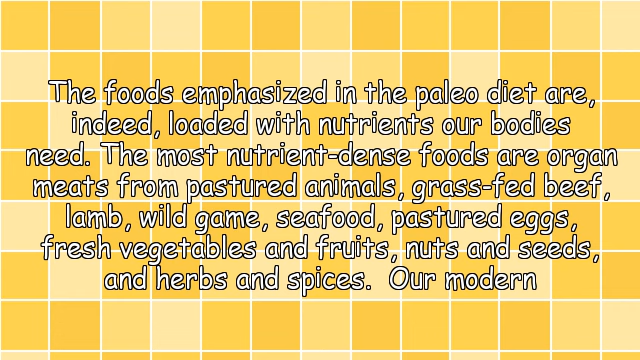 The foods emphasized in the paleo diet are,
indeed, loaded with nutrients our bodies
need. The most nutrient-dense foods are organ
meats from pastured animals, grass-fed beef,
lamb, wild game, seafood, pastured eggs,
fresh vegetables and fruits, nuts and seeds,
and herbs and spices.  Our modern